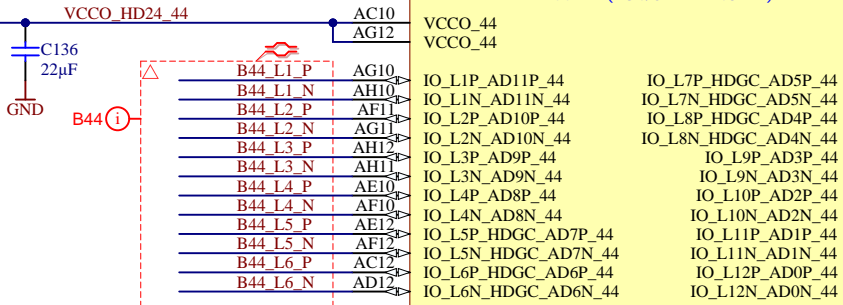 VCCO_HD24_44 AC10 VCCO_44
AG12 VCCO_44
C136
22µF
GND
B44 i
B44_L1_P AG10 IO_L1P_AD11P_44 IO_L7P_HDGC_AD5P_44
B44_L1_N AH10 IO_L1N_AD11N_44 IO_L7N_HDGC_AD5N_44
B44_L2_P AF11 IO_L2P_AD10P_44 IO_L8P_HDGC_AD4P_44
B44_L2_N AG11 IO_L2N_AD10N_44 IO_L8N_HDGC_AD4N_44
B44_L3_P AH12 IO_L3P_AD9P_44 IO_L9P_AD3P_44
B44_L3_N AH11 IO_L3N_AD9N_44 IO_L9N_AD3N_44
B44_L4_P AE10 IO_L4P_AD8P_44 IO_L10P_AD2P_44
B44_L4_N AF10 IO_L4N_AD8N_44 IO_L10N_AD2N_44
B44_L5_P AE12 IO_L5P_HDGC_AD7P_44 IO_L11P_AD1P_44
B44_L5_N AF12 IO_L5N_HDGC_AD7N_44 IO_L11N_AD1N_44
B44_L6_P AC12 IO_L6P_HDGC_AD6P_44 IO_L12P_AD0P_44
B44_L6_N AD12 IO_L6N_HDGC_AD6N_44 IO_L12N_AD0N_44